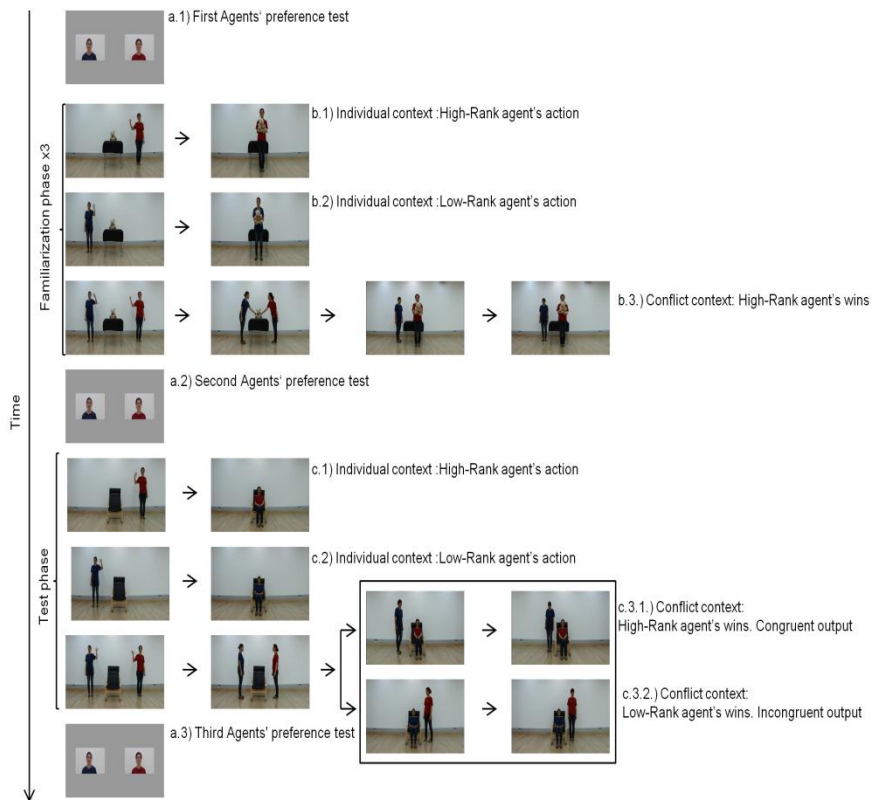 a.1) First Agents' preference test
b.1) Individual context :High-Rank agent's action
b.2) Individual context :Low-Rank agent's action
Familiarization phase x3
b.3.) Conflict context: High-Rank agent's wins
a.2) Second Agents' preference test
Time
c.1) Individual context :High-Rank agent's action
c.2) Individual context :Low-Rank agent's action
Test phase
c.3.1.) Conflict context:
High-Rank agent's wins. Congruent output
c.3.2.) Conflict context:
Low-Rank agent's wins. Incongruent output
a.3) Third Agents' preference test